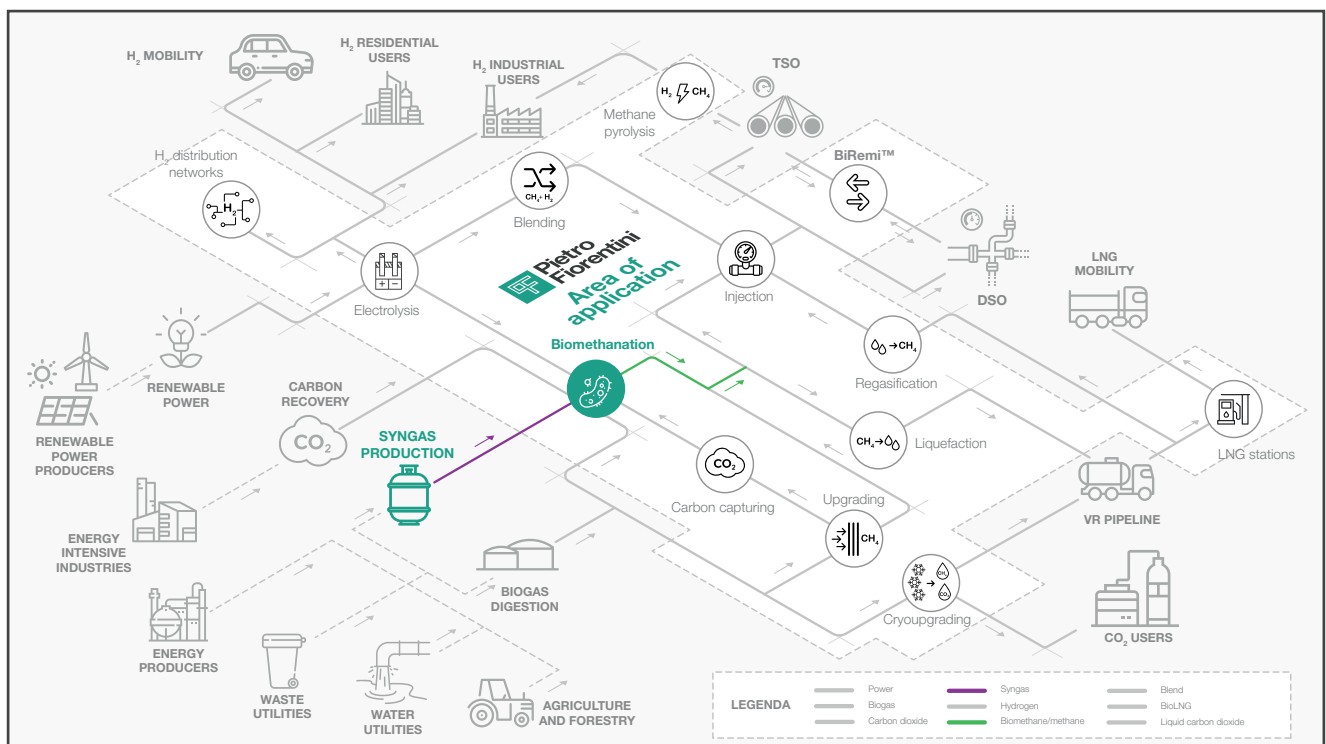 H₂ MOBILITY
H₂ RESIDENTIAL
USERS
H₂ INDUSTRIAL
USERS
H₂ CH₄
Methane
pyrolysis
TSO
H₂ distribution
networks
H₂
CH₄+ H₂
Blending
BiRemi™
Pietro
Fiorentini
Area of
application
Electrolysis
Injection
DSO
LNG
MOBILITY
RENEWABLE
POWER
RENEWABLE
POWER
PRODUCERS
CARBON
RECOVERY
CO₂
Biomethanation
CH₄
Regasification
SYNGAS
PRODUCTION
CH₄
Liquefaction
LNG stations
CO₂
Carbon capturing
Upgrading
CH₄
VR PIPELINE
ENERGY
INTENSIVE
INDUSTRIES
BIOGAS
DIGESTION
CH₄
CO₂
Cryoupgrading
CO₂ USERS
ENERGY
PRODUCERS
WASTE
UTILITIES
WATER
UTILITIES
AGRICULTURE
AND FORESTRY
LEGENDA
Power
Syngas
Blend
Biogas
Hydrogen
BioLNG
Carbon dioxide
Biomethane/methane
Liquid carbon dioxide